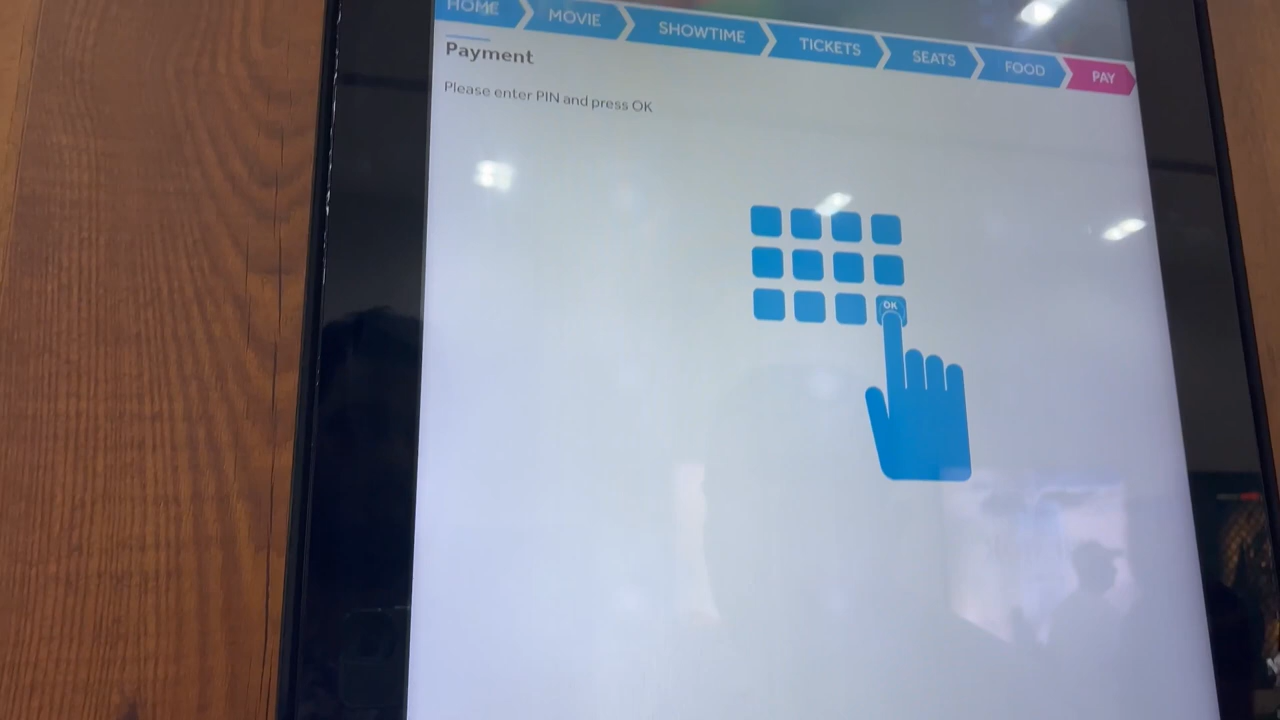 HOME MOVIE SHOWTIME TICKETS SEATS FOOD PAY
Payment
Please enter PIN and press OK
OK